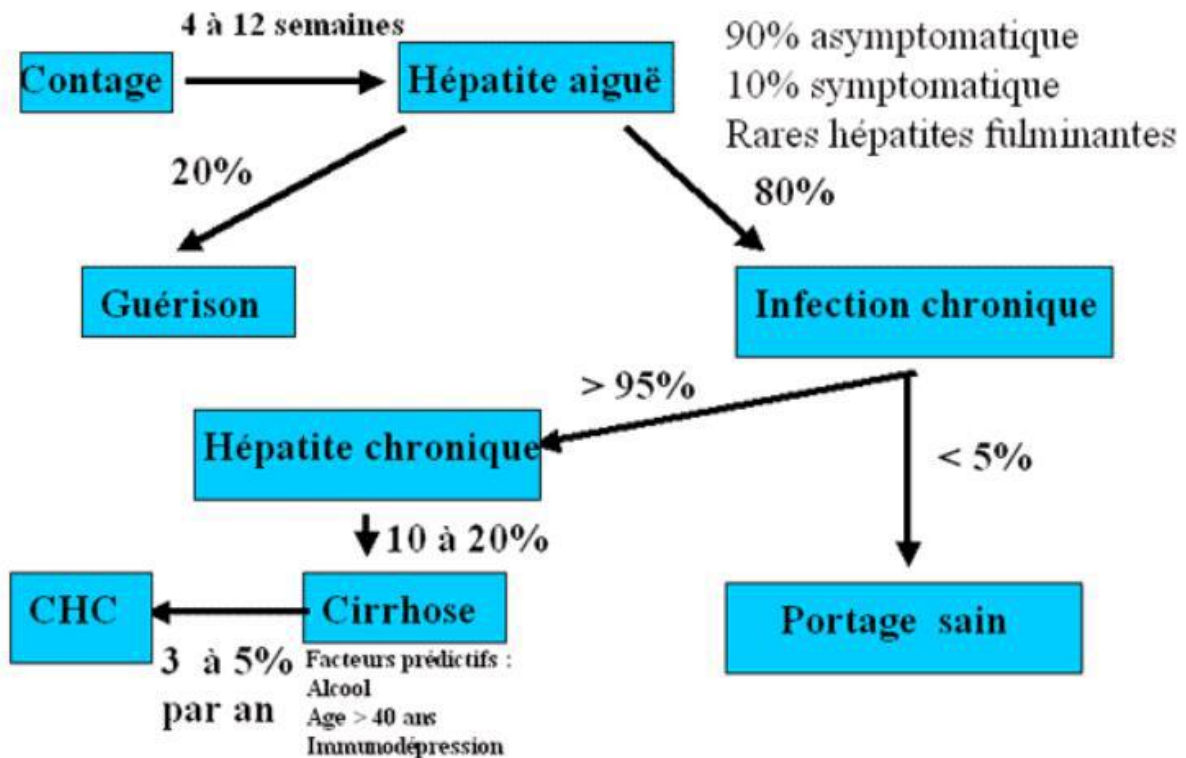 4 à 12 semaines
Contage
Hépatite aiguë
90% asymptomatique
10% symptomatique
Rares hépatites fulminantes
20%
80%
Guérison
Infection chronique
> 95%
< 5%
Hépatite chronique
10 à 20%
CHC
Cirrhose
Portage sain
3 à 5%
par an
Facteurs prédictifs :
Alcool
Age > 40 ans
Immunodépression